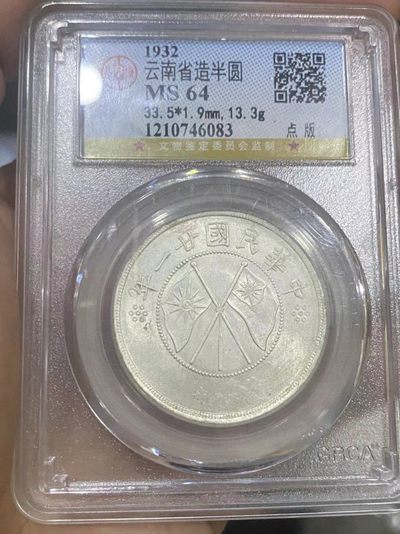 1932
云南省造半圆
MS 64
33.5*1.9mm,13.3g
1210746083 点版
★ 文物鉴定委员会监制 ★
年一廿國民華中
GBCA